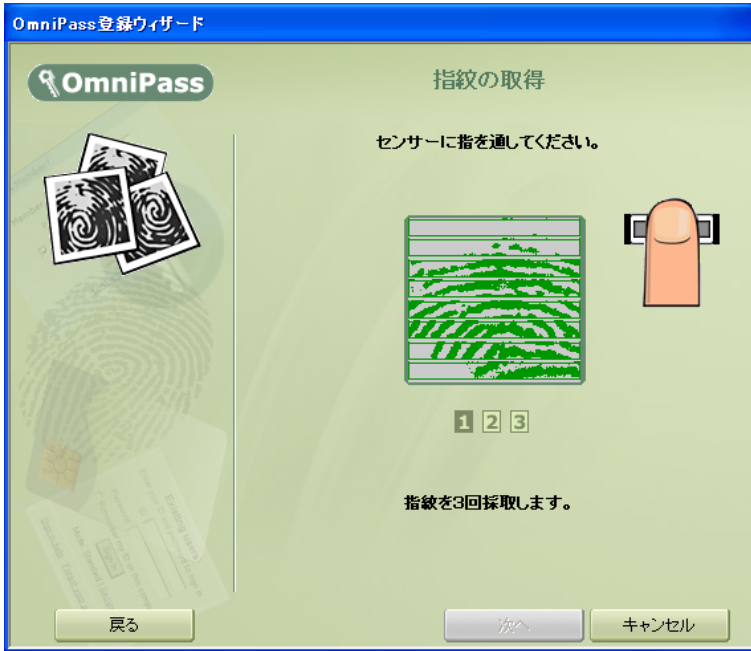 OmniPass登録ウィザード
OmniPass
指紋の取得
センサーに指を通してください。
1 2 3
指紋を3回採取します。
戻る
次へ
キャンセル